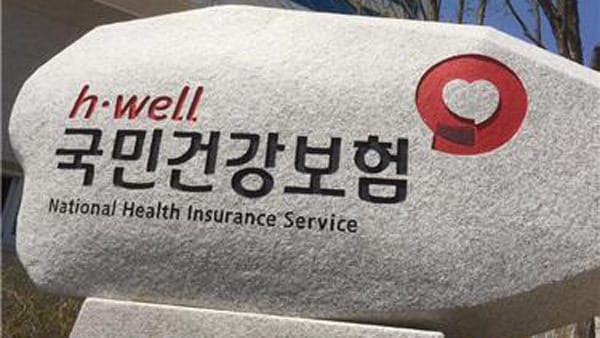 h·well
국민건강보험
National Health Insurance Service